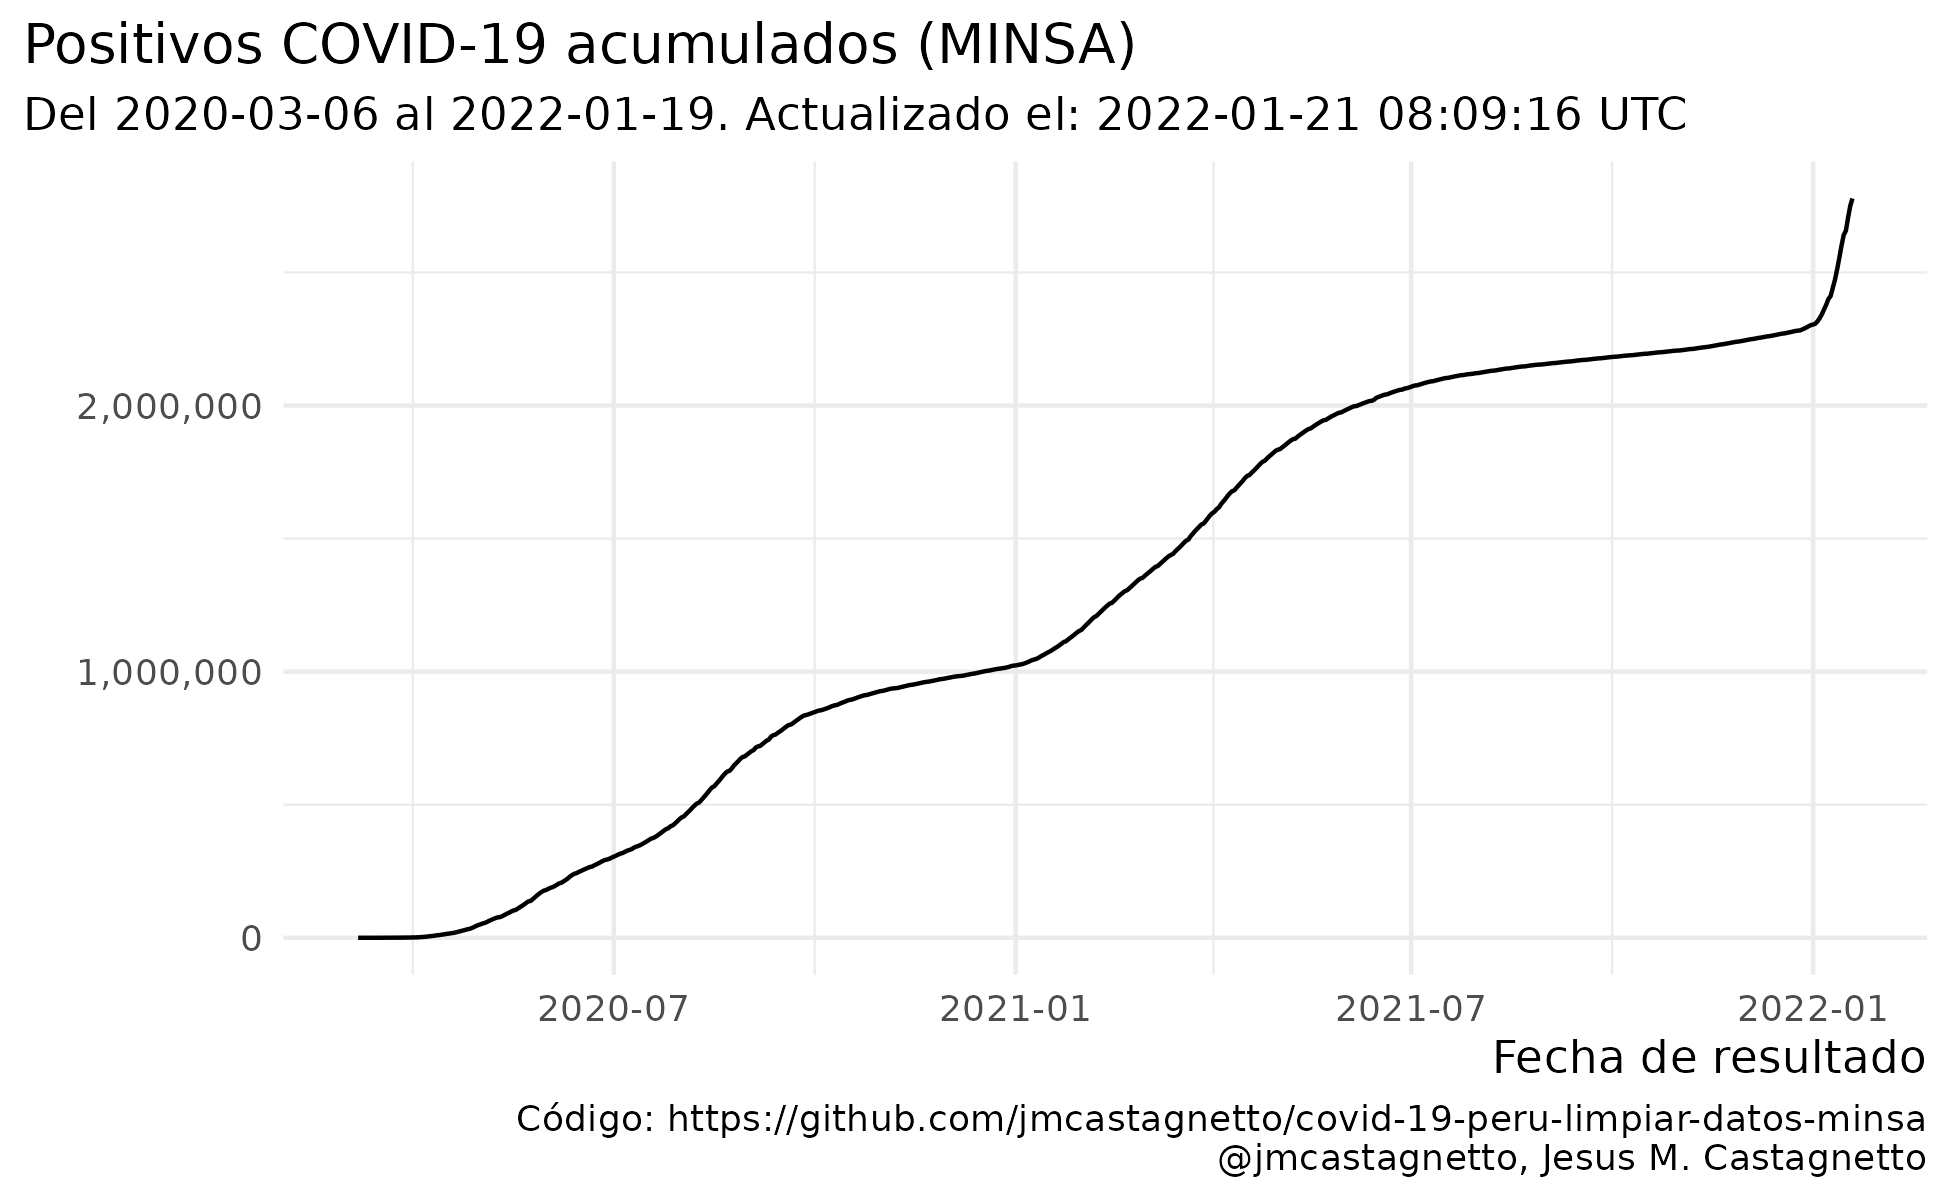 Positivos COVID-19 acumulados (MINSA)
Del 2020-03-06 al 2022-01-19. Actualizado el: 2022-01-21 08:09:16 UTC
2,000,000
1,000,000
0
2020-07 2021-01 2021-07 2022-01
Fecha de resultado
Código: https://github.com/jmcastagnetto/covid-19-peru-limpiar-datos-minsa
@jmcastagnetto, Jesus M. Castagnetto